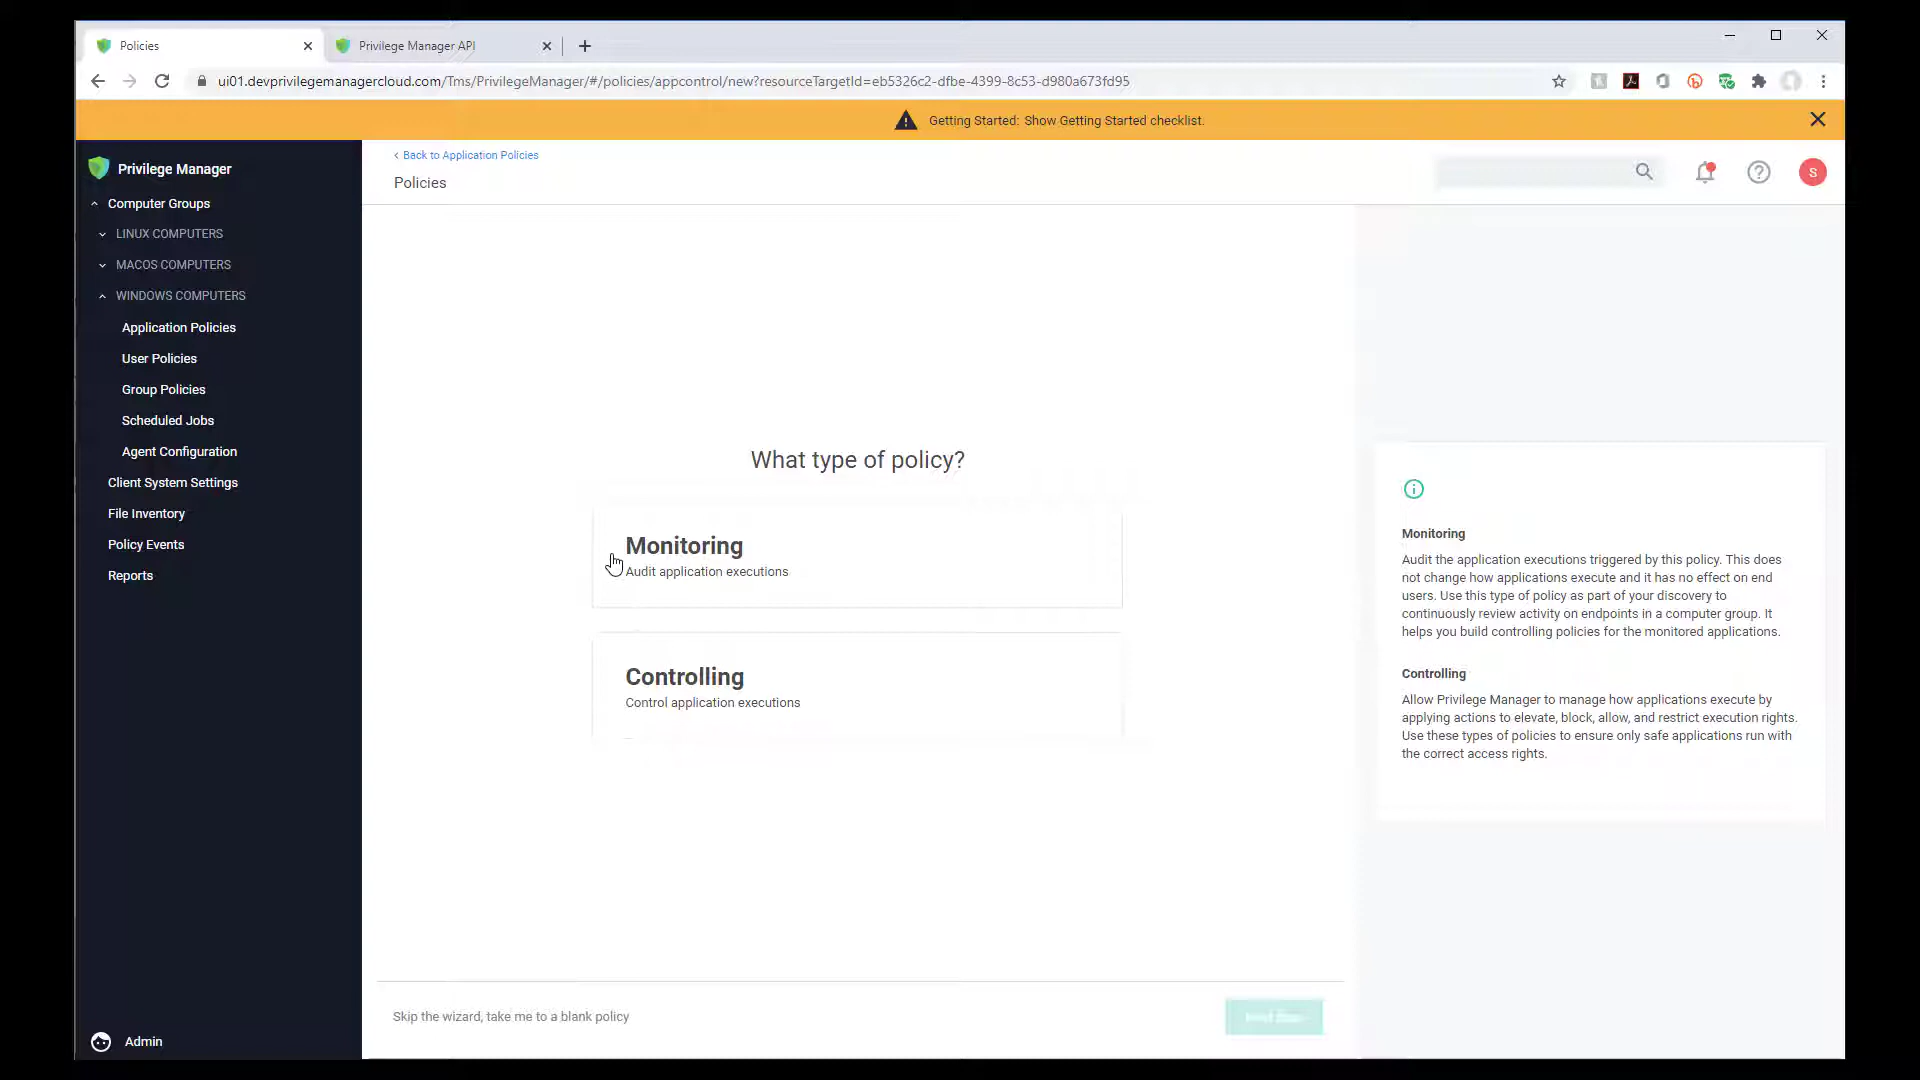 Policies
Privilege Manager API
ui01.devprivilegemanagercloud.com/Tms/PrivilegeManager/#/policies/appcontrol/new?resourceTargetId=eb5326c2-dfbe-4399-8c53-d980a673fd95
Getting Started: Show Getting Started checklist.
Privilege Manager
Computer Groups
LINUX COMPUTERS
MACOS COMPUTERS
WINDOWS COMPUTERS
Application Policies
User Policies
Group Policies
Scheduled Jobs
Agent Configuration
Client System Settings
File Inventory
Policy Events
Reports
Admin
Back to Application Policies
Policies
S
What type of policy?
Monitoring
Audit application executions
Controlling
Control application executions
Skip the wizard, take me to a blank policy
Monitoring
Audit the application executions triggered by this policy. This does
not change how applications execute and it has no effect on end
users. Use this type of policy as part of your discovery to
continuously review activity on endpoints in a computer group. It
helps you build controlling policies for the monitored applications.
Controlling
Allow Privilege Manager to manage how applications execute by
applying actions to elevate, block, allow, and restrict execution rights.
Use these types of policies to ensure only safe applications run with
the correct access rights.